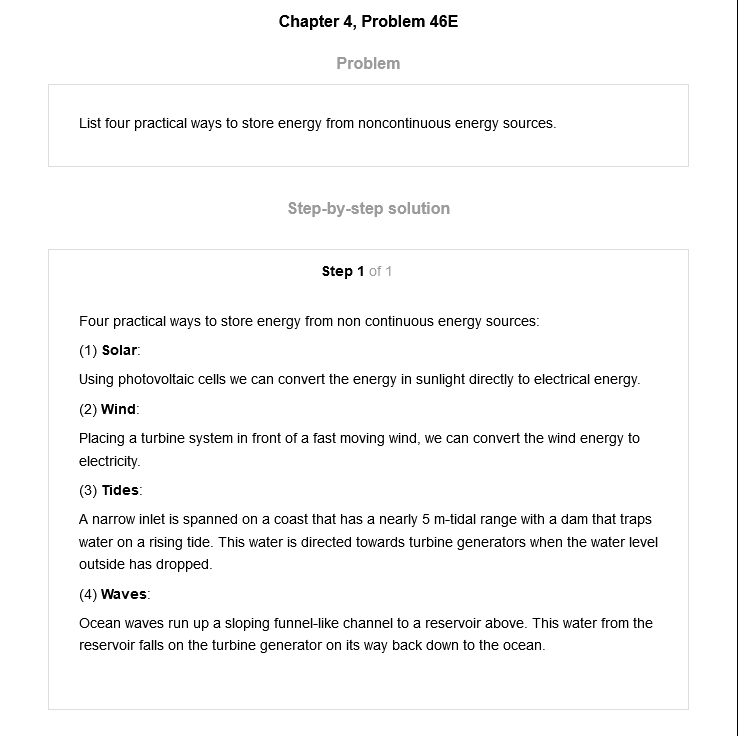 Chapter 4, Problem 46E
Problem
List four practical ways to store energy from noncontinuous energy sources.
Step-by-step solution
Step 1 of 1
Four practical ways to store energy from non continuous energy sources:
(1) Solar:
Using photovoltaic cells we can convert the energy in sunlight directly to electrical energy.
(2) Wind:
Placing a turbine system in front of a fast moving wind, we can convert the wind energy to
electricity.
(3) Tides:
A narrow inlet is spanned on a coast that has a nearly 5 m-tidal range with a dam that traps
water on a rising tide. This water is directed towards turbine generators when the water level
outside has dropped.
(4) Waves:
Ocean waves run up a sloping funnel-like channel to a reservoir above. This water from the
reservoir falls on the turbine generator on its way back down to the ocean.